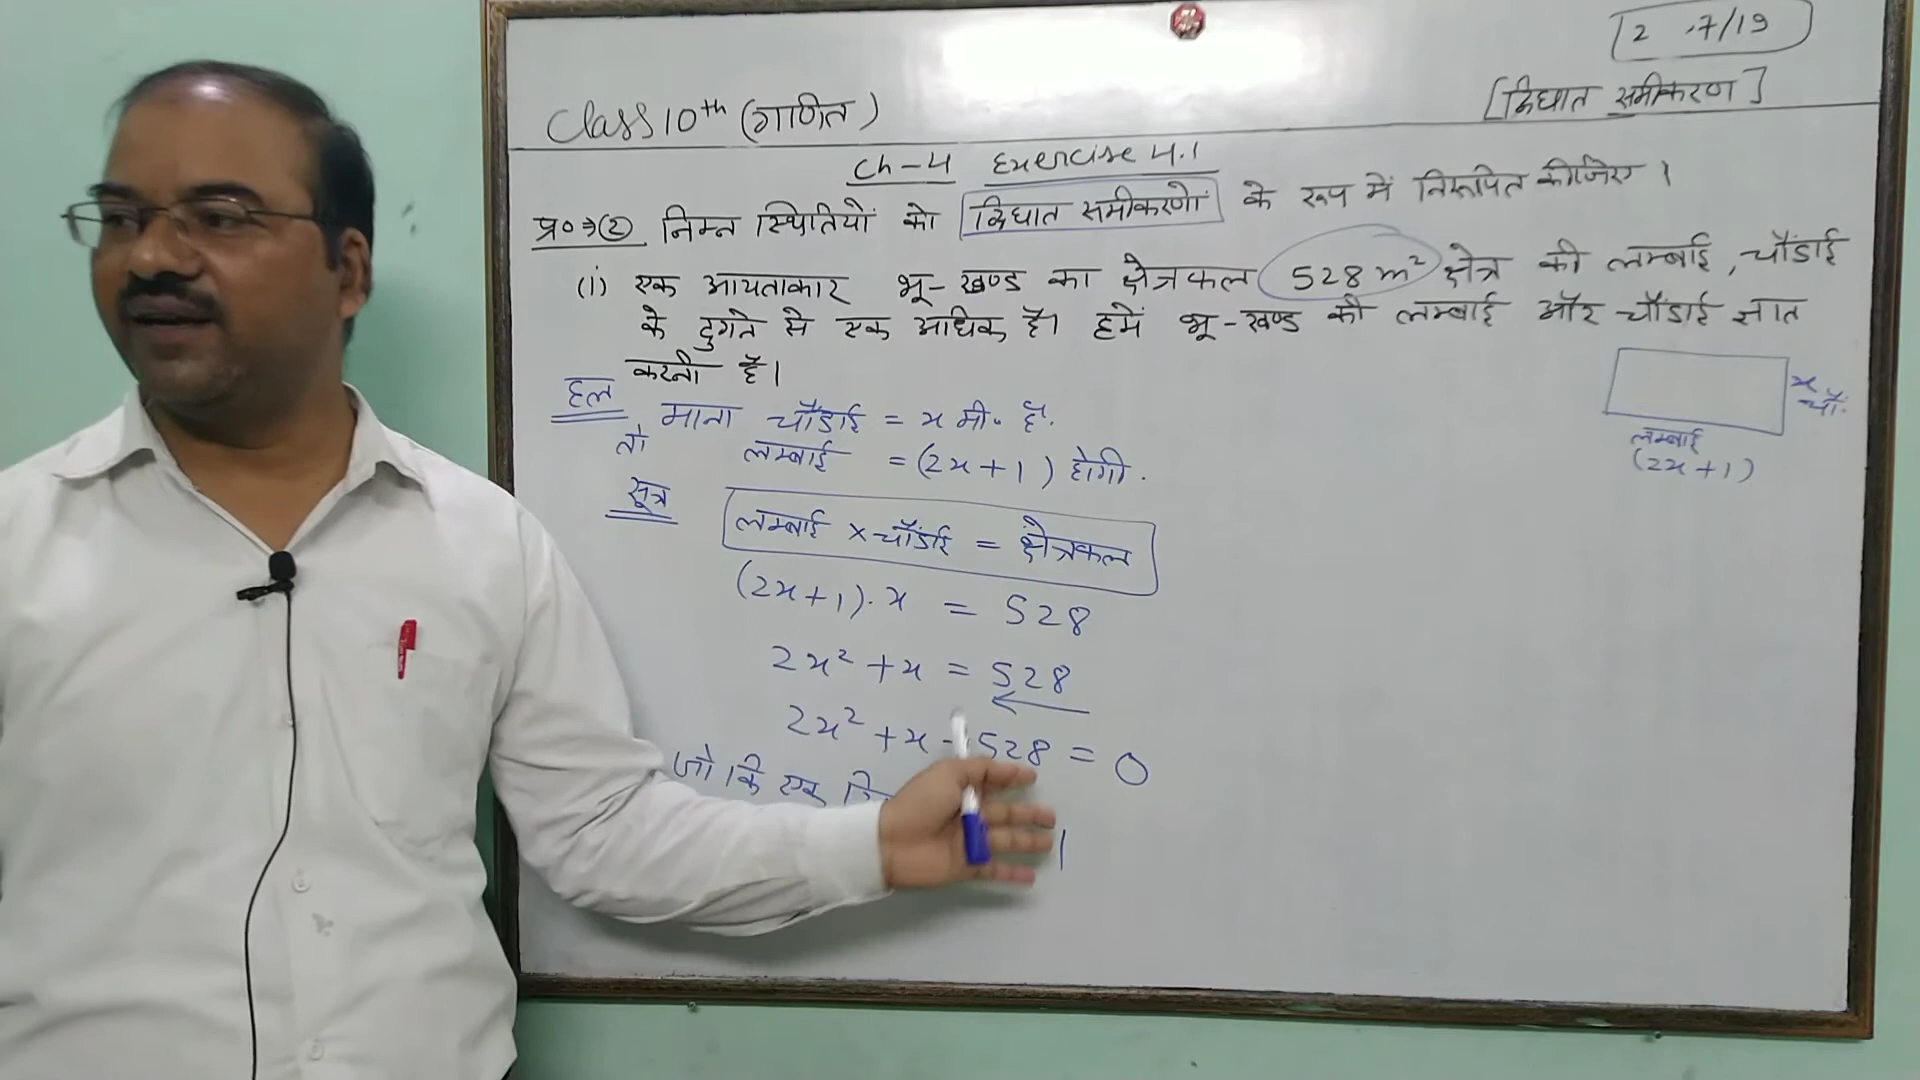 2 .7/19
Class 10th (गणित)
[द्विघात समीकरण]
Ch-4 Exercise 4.1
प्र०⇒② निम्न स्थितियों को द्विघात समीकरणों के रूप में निरूपित कीजिए।
(i) एक आयताकार भू-खण्ड का क्षेत्रफल 528 m² क्षेत्र की लम्बाई, चौंडाई
के दुगने से एक अधिक है। हमें भू-खण्ड की लम्बाई और चौंडाई ज्ञात
करनी है।
हल माना चौंडाई = x मी. है.
तो लम्बाई = (2x+1) होगी.
x
चौ.
लम्बाई
(2x+1)
सूत्र लम्बाई × चौंडाई = क्षेत्रफल
(2x+1).x = 528
2x² + x = 528
2x² + x - 528 = 0
जो कि एक